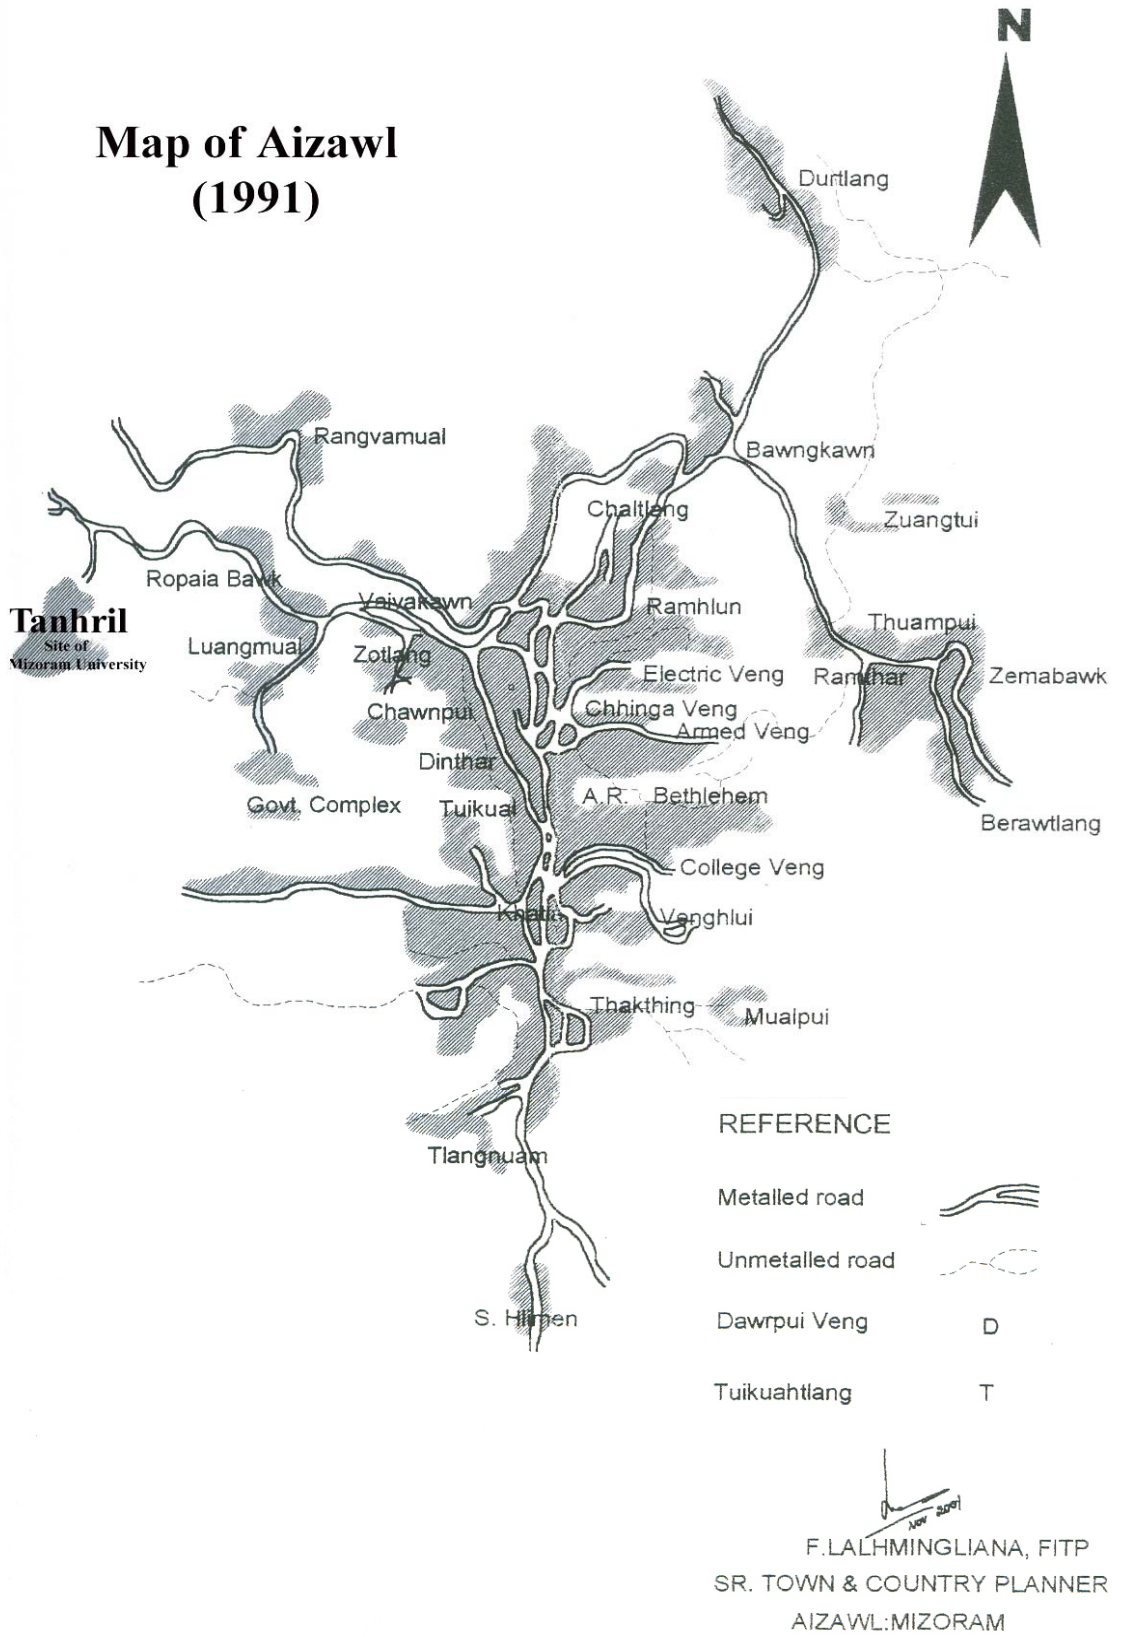 N
Map of Aizawl
(1991)
Durtlang
Rangvamual
Bawngkawn
Chaltlang
Zuangtui
Ropaia Bawk
Vaivakawn
Ramhlun
Tanhril
Site of
Mizoram University
Luangmual
Zotlang
Thuampui
Electric Veng
Ramthar
Zemabawk
Chawnpui
Chhinga Veng
Armed Veng
Dinthar
Govt. Complex
Tuikual
A.R.
Bethlehem
Berawtlang
College Veng
Khatla
Venghlui
Thakthing
Mualpui
Tlangnuam
S. Hlimen
REFERENCE
Metalled road
Unmetalled road
Dawrpui Veng D
Tuikuahtlang T
Nov 2001
F.LALHMINGLIANA, FITP
SR. TOWN & COUNTRY PLANNER
AIZAWL:MIZORAM